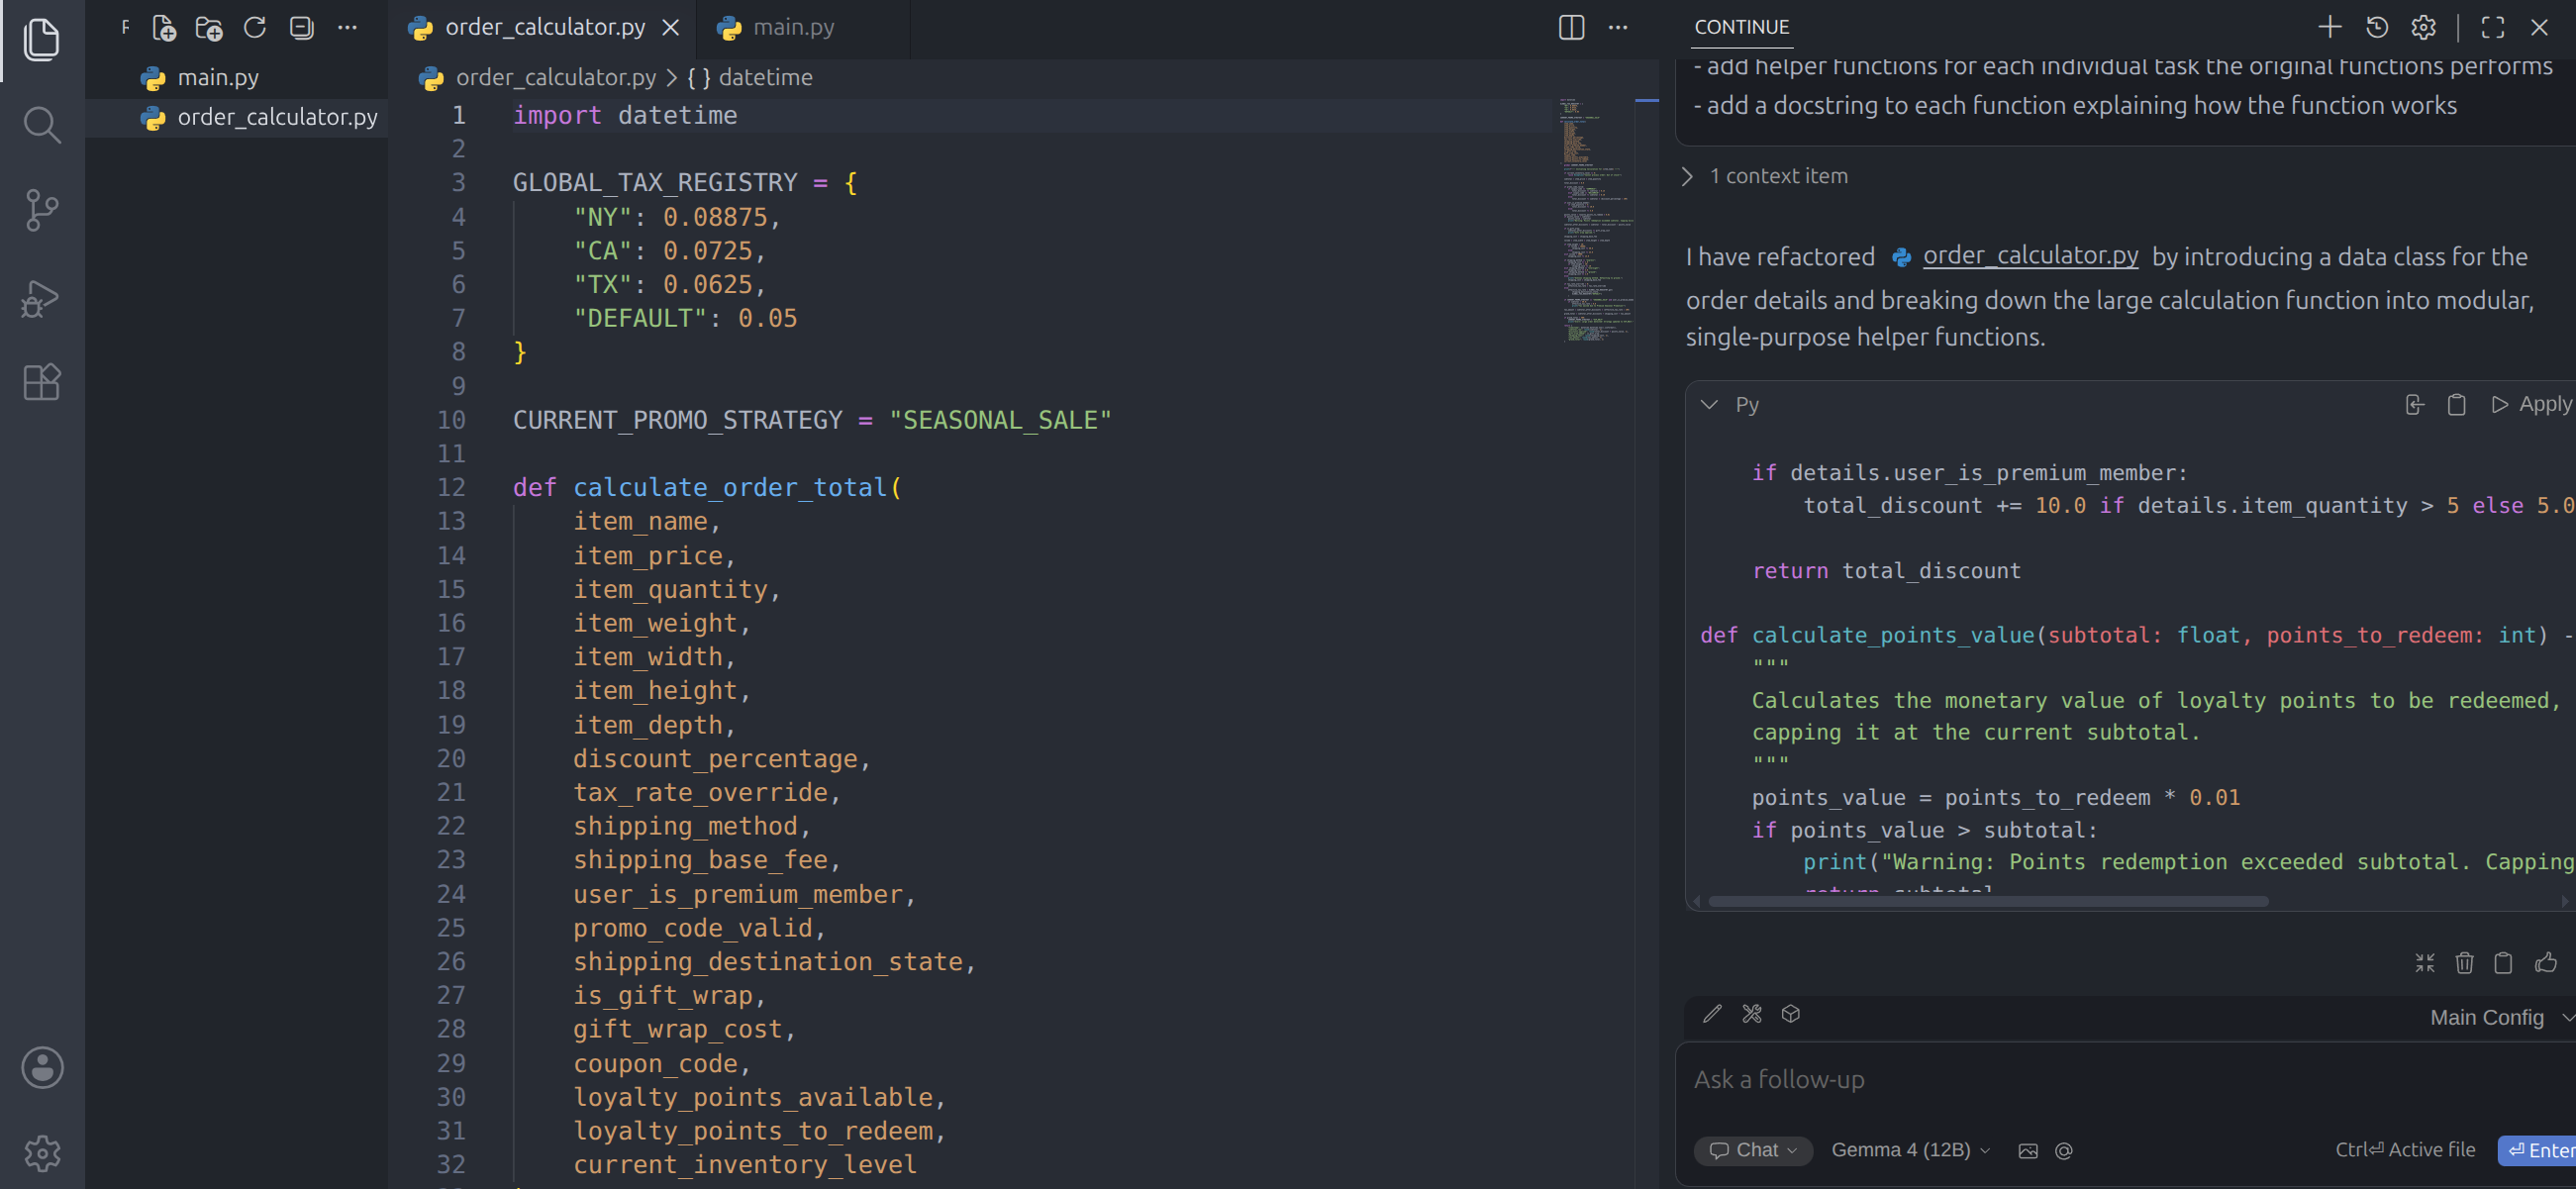 order_calculator.py
main.py
CONTINUE
main.py
order_calculator.py
order_calculator.py > { } datetime
1 import datetime
2
3 GLOBAL_TAX_REGISTRY = {
4 "NY": 0.08875,
5 "CA": 0.0725,
6 "TX": 0.0625,
7 "DEFAULT": 0.05
8 }
9
10 CURRENT_PROMO_STRATEGY = "SEASONAL_SALE"
11
12 def calculate_order_total(
13 item_name,
14 item_price,
15 item_quantity,
16 item_weight,
17 item_width,
18 item_height,
19 item_depth,
20 discount_percentage,
21 tax_rate_override,
22 shipping_method,
23 shipping_base_fee,
24 user_is_premium_member,
25 promo_code_valid,
26 shipping_destination_state,
27 is_gift_wrap,
28 gift_wrap_cost,
29 coupon_code,
30 loyalty_points_available,
31 loyalty_points_to_redeem,
32 current_inventory_level
- add helper functions for each individual task the original functions performs
- add a docstring to each function explaining how the function works
1 context item
I have refactored order_calculator.py by introducing a data class for the
order details and breaking down the large calculation function into modular,
single-purpose helper functions.
Py
Apply
if details.user_is_premium_member:
total_discount += 10.0 if details.item_quantity > 5 else 5.0
return total_discount
def calculate_points_value(subtotal: float, points_to_redeem: int) -
"""
Calculates the monetary value of loyalty points to be redeemed,
capping it at the current subtotal.
"""
points_value = points_to_redeem * 0.01
if points_value > subtotal:
print("Warning: Points redemption exceeded subtotal. Capping
return subtotal
Main Config
Ask a follow-up
Chat
Gemma 4 (12B)
Ctrl⏎ Active file
⏎ Enter